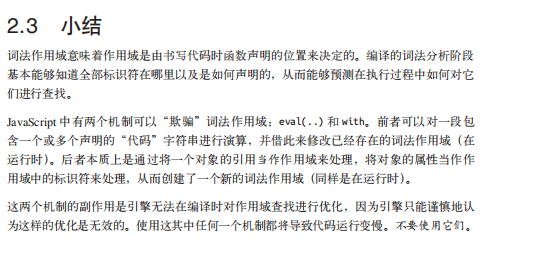 2.3 小结
词法作用域意味着作用域是由书写代码时函数声明的位置来决定的。编译的词法分析阶段
基本能够知道全部标识符在哪里以及是如何声明的，从而能够预测在执行过程中如何对它
们进行查找。
JavaScript 中有两个机制可以“欺骗”词法作用域：eval(..) 和 with。前者可以对一段包
含一个或多个声明的“代码”字符串进行演算，并借此来修改已经存在的词法作用域（在
运行时）。后者本质上是通过将一个对象的引用当作作用域来处理，将对象的属性当作作
用域中的标识符来处理，从而创建了一个新的词法作用域（同样是在运行时）。
这两个机制的副作用是引擎无法在编译时对作用域查找进行优化，因为引擎只能谨慎地认
为这样的优化是无效的。使用这其中任何一个机制都将导致代码运行变慢。不要使用它们。